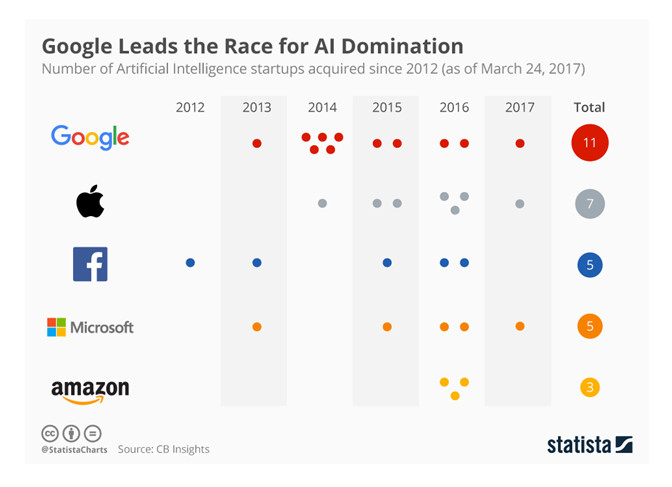 Google Leads the Race for AI Domination
Number of Artificial Intelligence startups acquired since 2012 (as of March 24, 2017)
2012 2013 2014 2015 2016 2017 Total
Google 11
7
f 5
Microsoft 5
amazon 3
cc = 
@StatistaCharts Source: CB Insights
statista